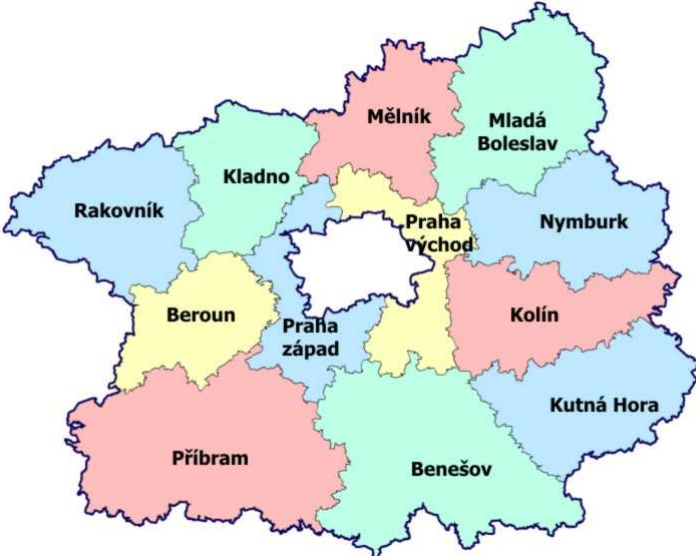 Mělník
Mladá
Boleslav
Kladno
Rakovník
Praha
východ
Nymburk
Beroun
Praha
západ
Kolín
Kutná Hora
Příbram
Benešov